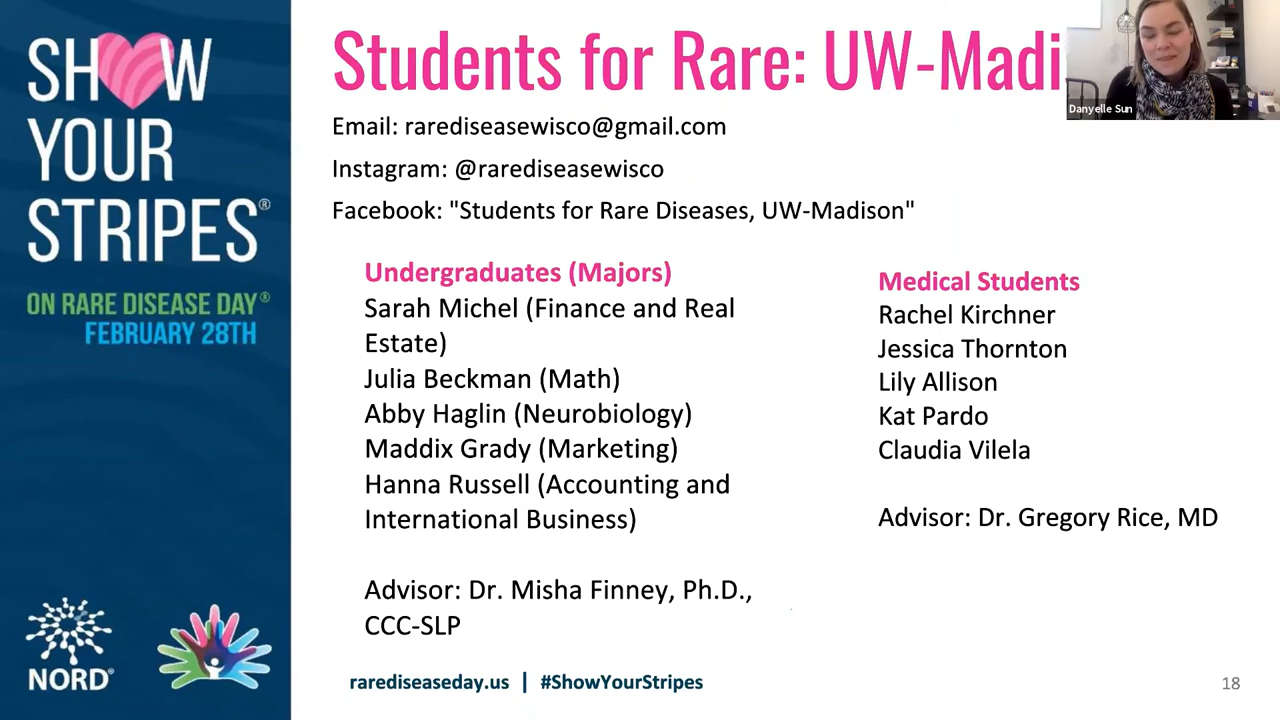 SHOW
YOUR
STRIPES®
ON RARE DISEASE DAY®
FEBRUARY 28TH
NORD®
Students for Rare: UW-Madi
Danyelle Sun
Email: rarediseasewisco@gmail.com
Instagram: @rarediseasewisco
Facebook: "Students for Rare Diseases, UW-Madison"
Undergraduates (Majors)
Sarah Michel (Finance and Real
Estate)
Julia Beckman (Math)
Abby Haglin (Neurobiology)
Maddix Grady (Marketing)
Hanna Russell (Accounting and
International Business)
Advisor: Dr. Misha Finney, Ph.D.,
CCC-SLP
Medical Students
Rachel Kirchner
Jessica Thornton
Lily Allison
Kat Pardo
Claudia Vilela
Advisor: Dr. Gregory Rice, MD
rarediseaseday.us | #ShowYourStripes
18